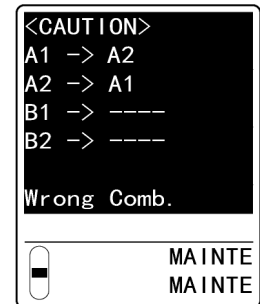 <CAUTION>
A1 -> A2
A2 -> A1
B1 -> ----
B2 -> ----
Wrong Comb.
MAINTE
MAINTE